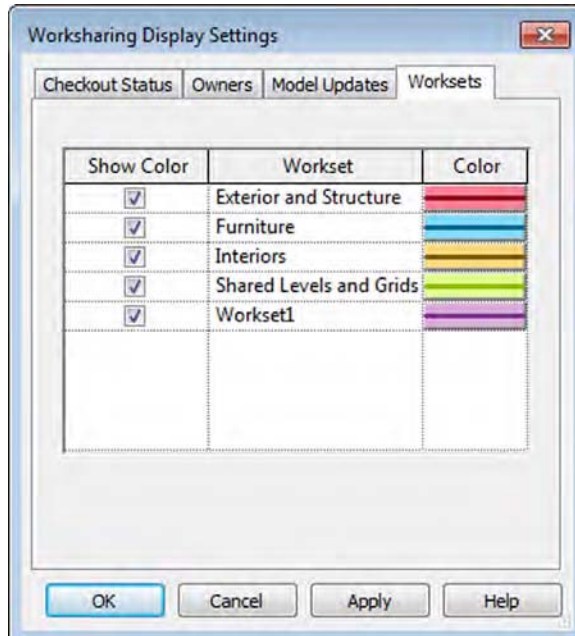 Worksharing Display Settings
Checkout Status Owners Model Updates Worksets
Show Color Workset Color
Exterior and Structure
Furniture
Interiors
Shared Levels and Grids
Workset1
OK Cancel Apply Help